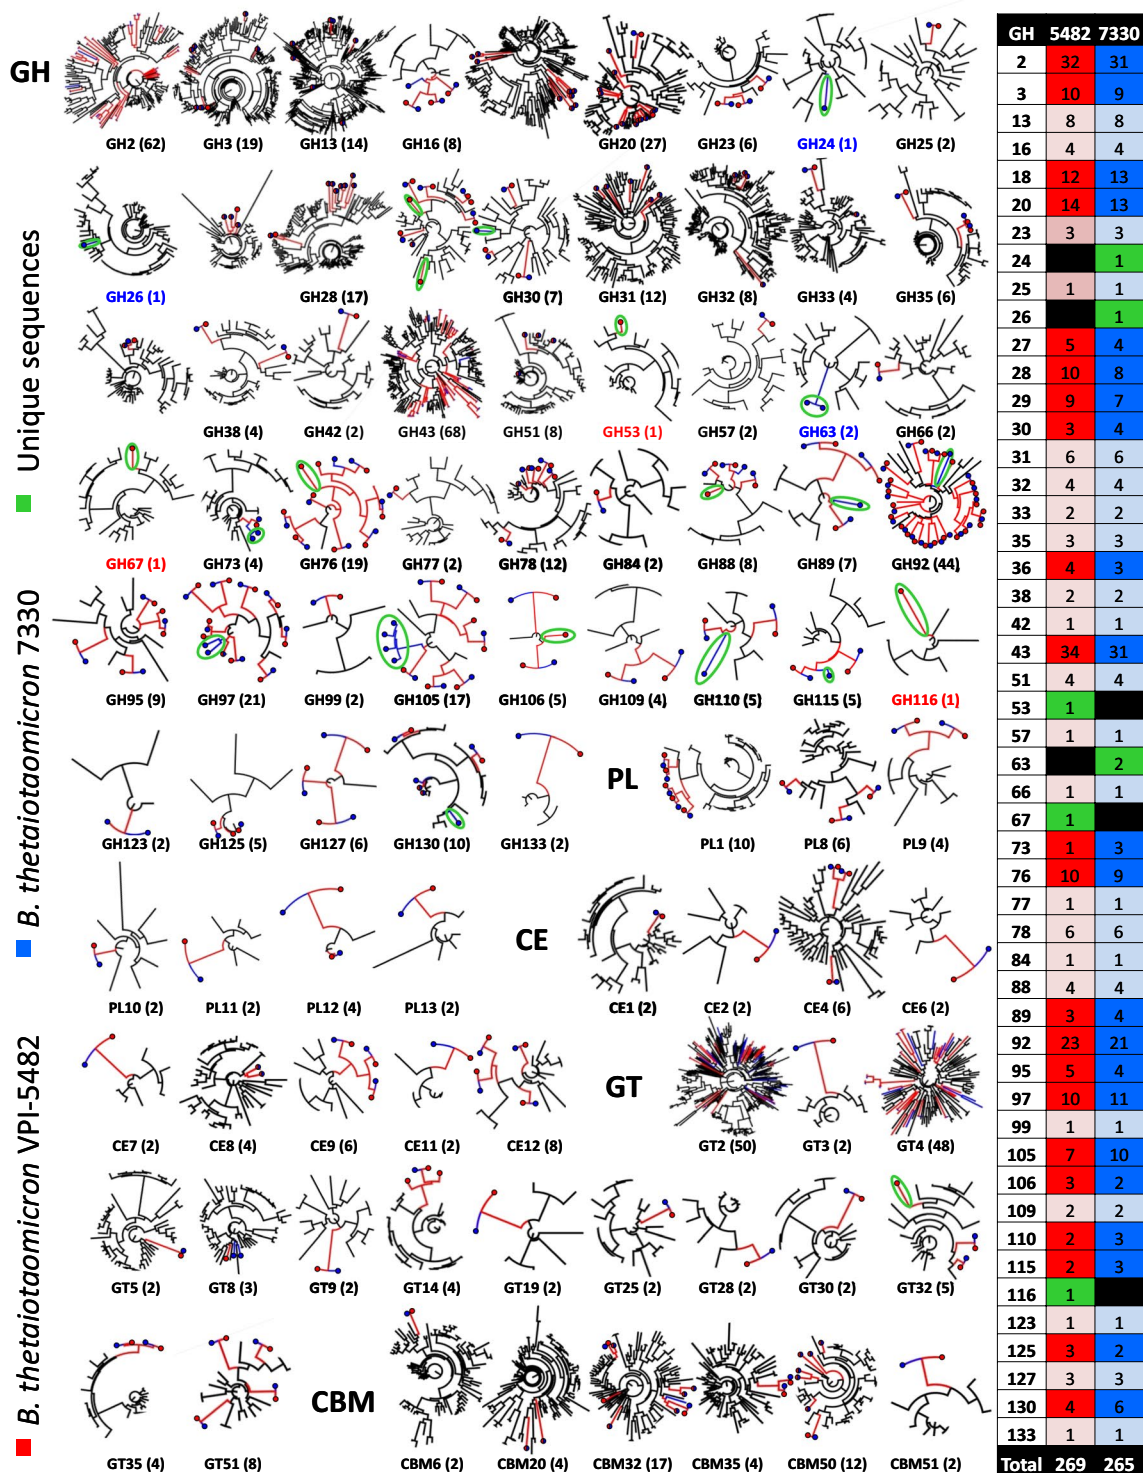 GH
GH2 (62) GH3 (19) GH13 (14) GH16 (8) GH20 (27) GH23 (6) GH24 (1) GH25 (2)
GH26 (1) GH28 (17) GH30 (7) GH31 (12) GH32 (8) GH33 (4) GH35 (6)
GH38 (4) GH42 (2) GH43 (68) GH51 (8) GH53 (1) GH57 (2) GH63 (2) GH66 (2)
GH67 (1) GH73 (4) GH76 (19) GH77 (2) GH78 (12) GH84 (2) GH88 (8) GH89 (7) GH92 (44)
GH95 (9) GH97 (21) GH99 (2) GH105 (17) GH106 (5) GH109 (4) GH110 (5) GH115 (5) GH116 (1)
PL
GH123 (2) GH125 (5) GH127 (6) GH130 (10) GH133 (2) PL1 (10) PL8 (6) PL9 (4)
CE
PL10 (2) PL11 (2) PL12 (4) PL13 (2) CE1 (2) CE2 (2) CE4 (6) CE6 (2)
GT
CE7 (2) CE8 (4) CE9 (6) CE11 (2) CE12 (8) GT2 (50) GT3 (2) GT4 (48)
GT5 (2) GT8 (3) GT9 (2) GT14 (4) GT19 (2) GT25 (2) GT28 (2) GT30 (2) GT32 (5)
CBM
GT35 (4) GT51 (8) CBM6 (2) CBM20 (4) CBM32 (17) CBM35 (4) CBM50 (12) CBM51 (2)
B. thetaiotaomicron VPI-5482
B. thetaiotaomicron 7330
Unique sequences
GH 5482 7330
2 32 31
3 10 9
13 8 8
16 4 4
18 12 13
20 14 13
23 3 3
24 1
25 1 1
26 1
27 5 4
28 10 8
29 9 7
30 3 4
31 6 6
32 4 4
33 2 2
35 3 3
36 4 3
38 2 2
42 1 1
43 34 31
51 4 4
53 1
57 1 1
63 2
66 1 1
67 1
73 1 3
76 10 9
77 1 1
78 6 6
84 1 1
88 4 4
89 3 4
92 23 21
95 5 4
97 10 11
99 1 1
105 7 10
106 3 2
109 2 2
110 2 3
115 2 3
116 1
123 1 1
125 3 2
127 3 3
130 4 6
133 1 1
Total 269 265